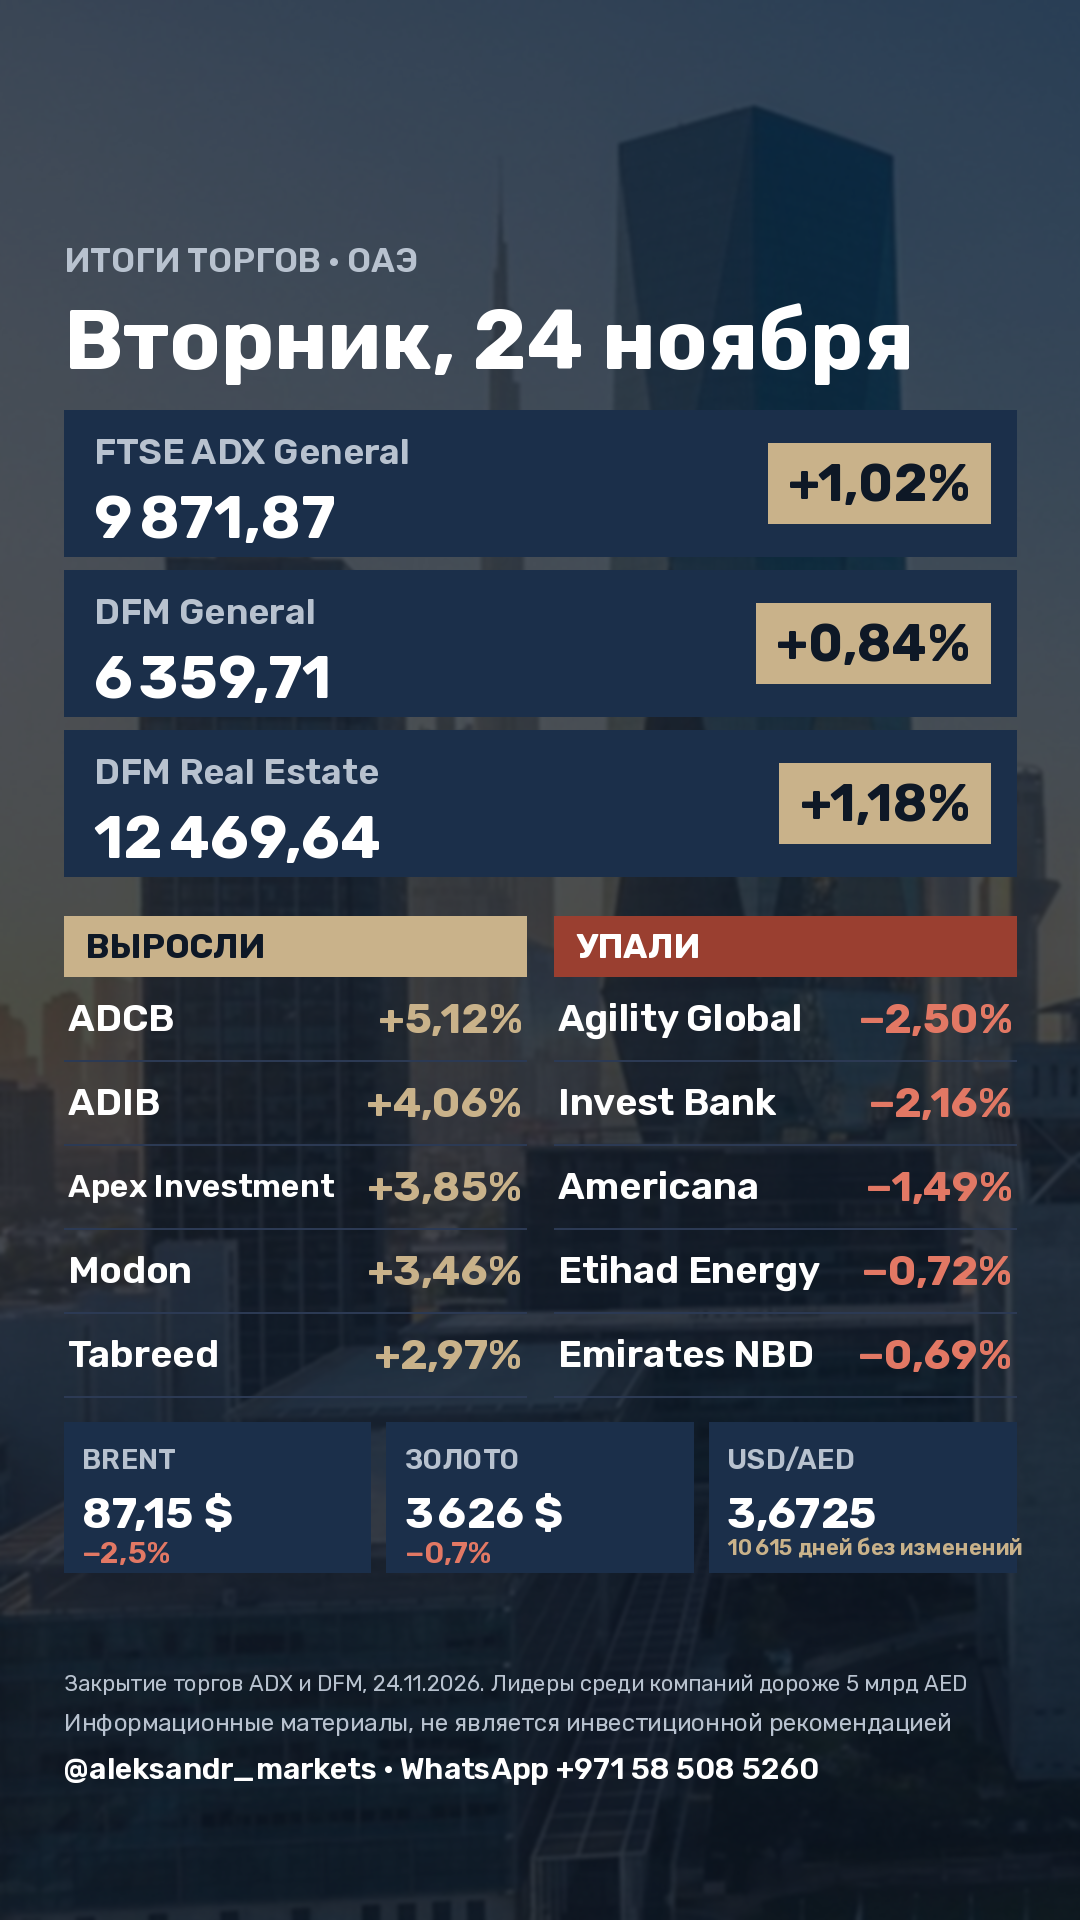 ИТОГИ ТОРГОВ • ОАЭ
Вторник, 24 ноября
FTSE ADX General
9 871,87
+1,02%
DFM General
6 359,71
+0,84%
DFM Real Estate
12 469,64
+1,18%
ВЫРОСЛИ
ADCB +5,12%
ADIB +4,06%
Apex Investment +3,85%
Modon +3,46%
Tabreed +2,97%
УПАЛИ
Agility Global −2,50%
Invest Bank −2,16%
Americana −1,49%
Etihad Energy −0,72%
Emirates NBD −0,69%
BRENT
87,15 $
−2,5%
ЗОЛОТО
3 626 $
−0,7%
USD/AED
3,6725
10 615 дней без изменений
Закрытие торгов ADX и DFM, 24.11.2026. Лидеры среди компаний дороже 5 млрд AED
Информационные материалы, не является инвестиционной рекомендацией
@aleksandr_markets • WhatsApp +971 58 508 5260